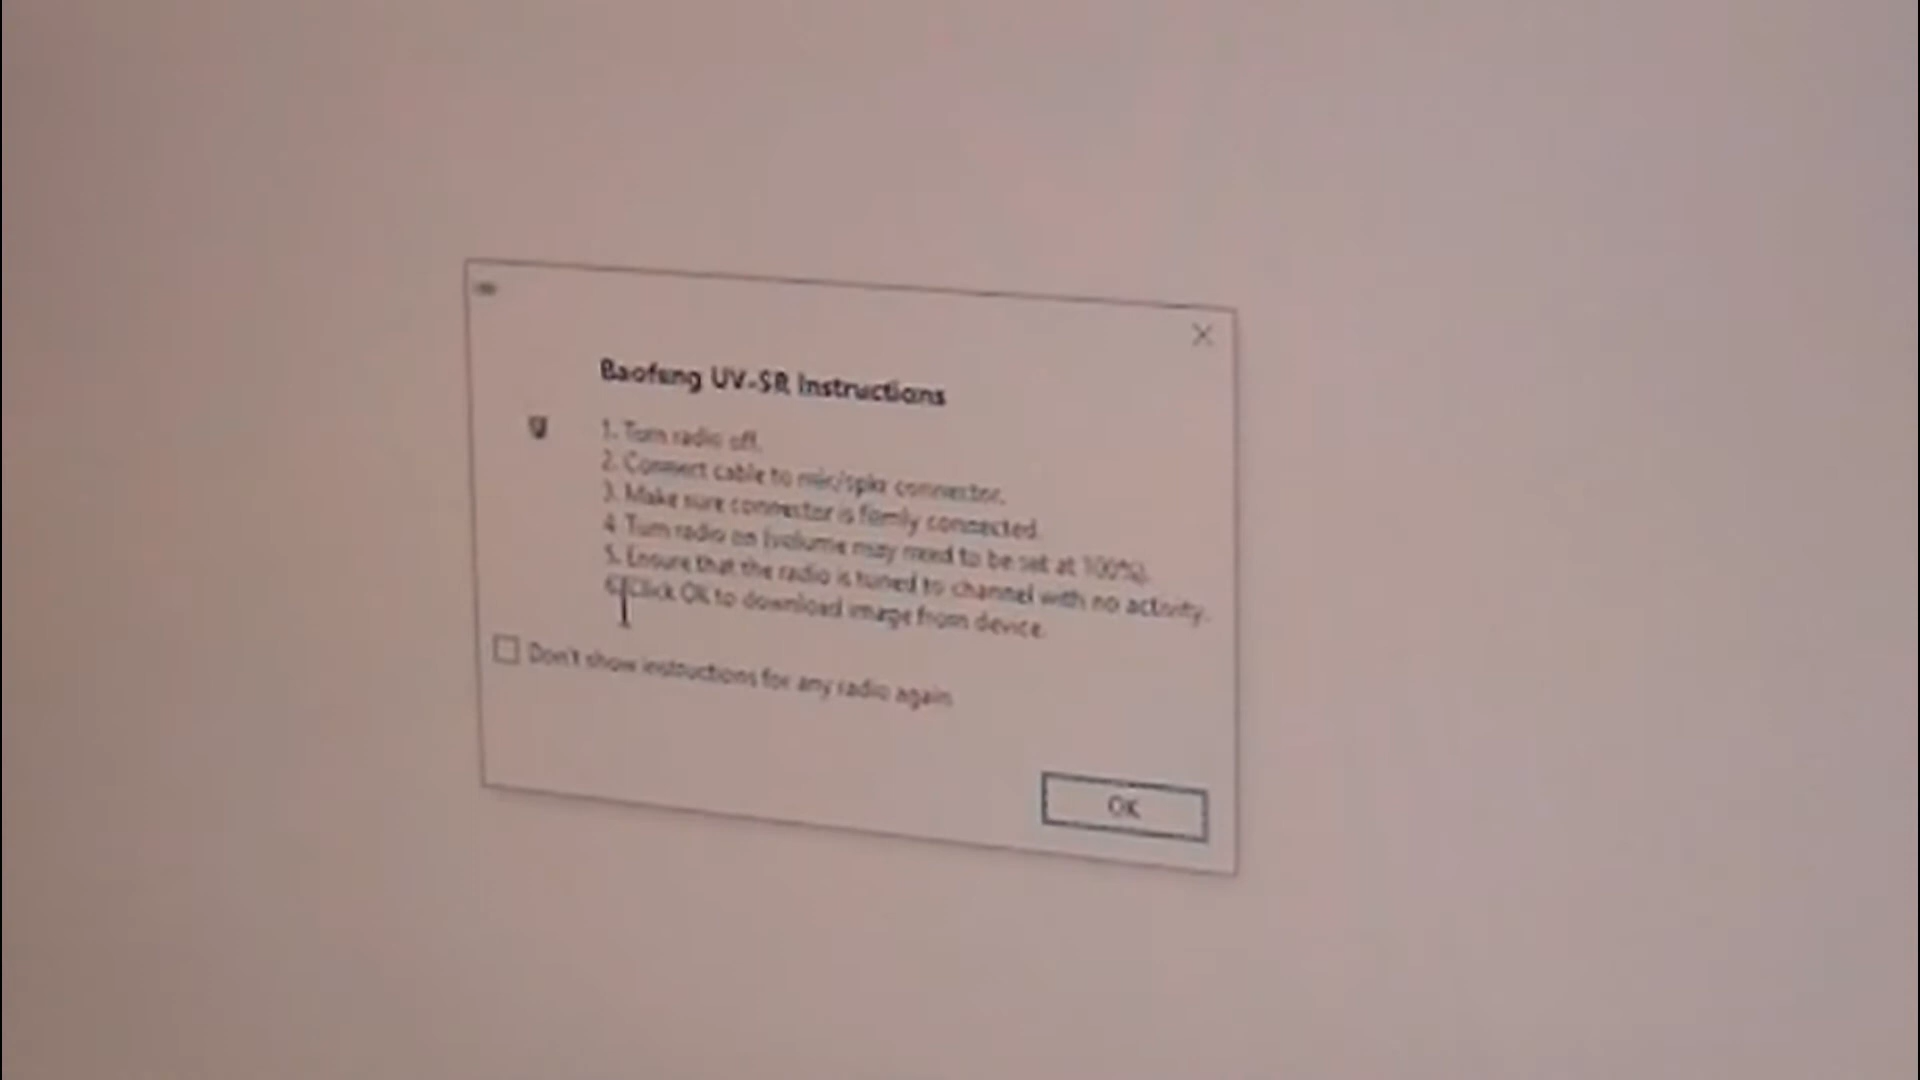 Baofeng UV-5R Instructions
1. Turn radio off.
2. Connect cable to mic/spkr connector.
3. Make sure connector is firmly connected.
4. Turn radio on (volume may need to be set at 100%).
5. Ensure that the radio is tuned to channel with no activity.
6. Click OK to download image from device.
Don't show instructions for any radio again
OK